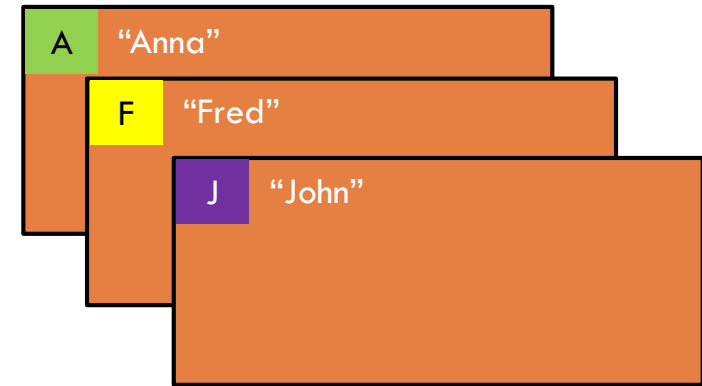 A “Anna”
F “Fred”
J “John”